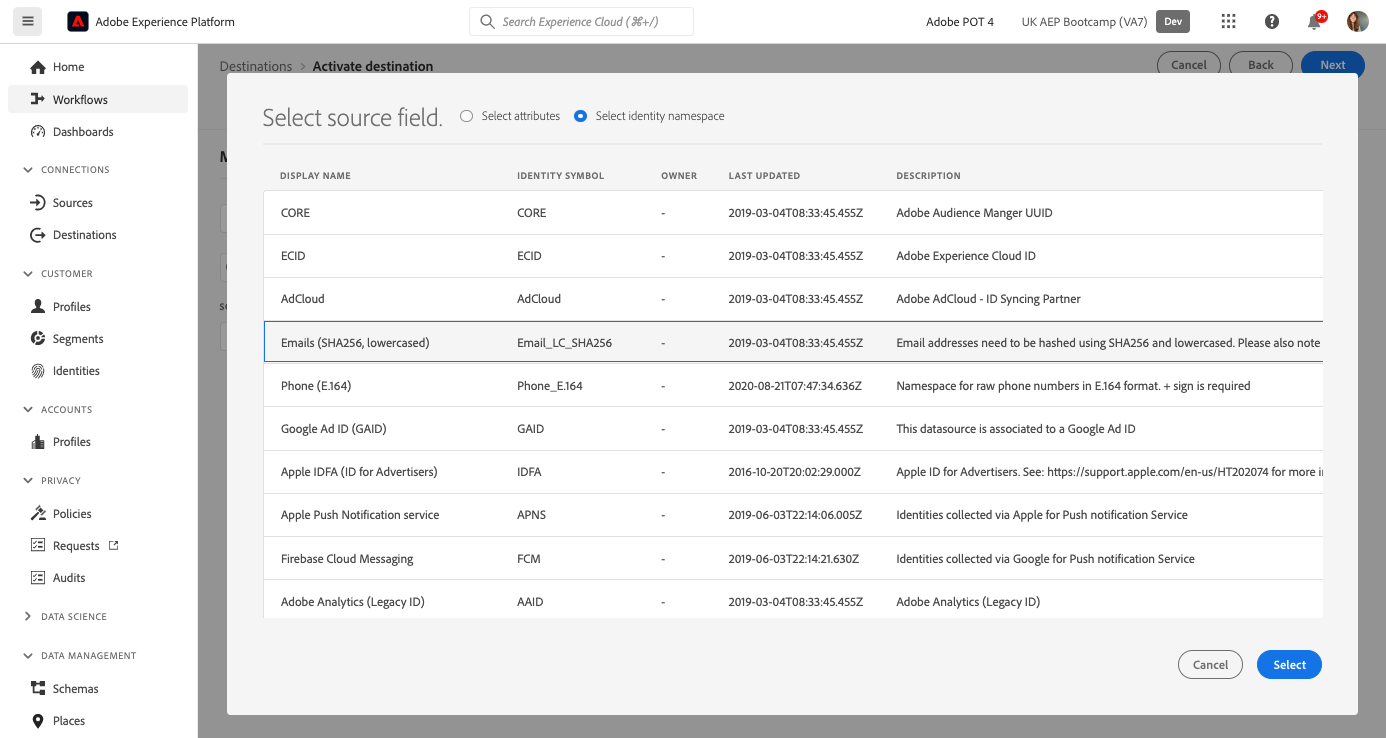 Adobe Experience Platform
Search Experience Cloud (⌘+/)
Adobe POT 4
UK AEP Bootcamp (VA7)
Dev
9+
Home
Workflows
Dashboards
CONNECTIONS
Sources
Destinations
CUSTOMER
Profiles
Segments
Identities
ACCOUNTS
Profiles
PRIVACY
Policies
Requests
Audits
DATA SCIENCE
DATA MANAGEMENT
Schemas
Places
Destinations > Activate destination
Cancel
Back
Next
Select source field.
Select attributes
Select identity namespace
DISPLAY NAME IDENTITY SYMBOL OWNER LAST UPDATED DESCRIPTION
CORE CORE - 2019-03-04T08:33:45.455Z Adobe Audience Manger UUID
ECID ECID - 2019-03-04T08:33:45.455Z Adobe Experience Cloud ID
AdCloud AdCloud - 2019-03-04T08:33:45.455Z Adobe AdCloud - ID Syncing Partner
Emails (SHA256, lowercased) Email_LC_SHA256 - 2019-03-04T08:33:45.455Z Email addresses need to be hashed using SHA256 and lowercased. Please also note
Phone (E.164) Phone_E.164 - 2020-08-21T07:47:34.636Z Namespace for raw phone numbers in E.164 format. + sign is required
Google Ad ID (GAID) GAID - 2019-03-04T08:33:45.455Z This datasource is associated to a Google Ad ID
Apple IDFA (ID for Advertisers) IDFA - 2016-10-20T20:02:29.000Z Apple ID for Advertisers. See: https://support.apple.com/en-us/HT202074 for more
Apple Push Notification service APNS - 2019-06-03T22:14:06.005Z Identities collected via Apple for Push notification Service
Firebase Cloud Messaging FCM - 2019-06-03T22:14:21.630Z Identities collected via Google for Push notification Service
Adobe Analytics (Legacy ID) AAID - 2019-03-04T08:33:45.455Z Adobe Analytics (Legacy ID)
Cancel
Select